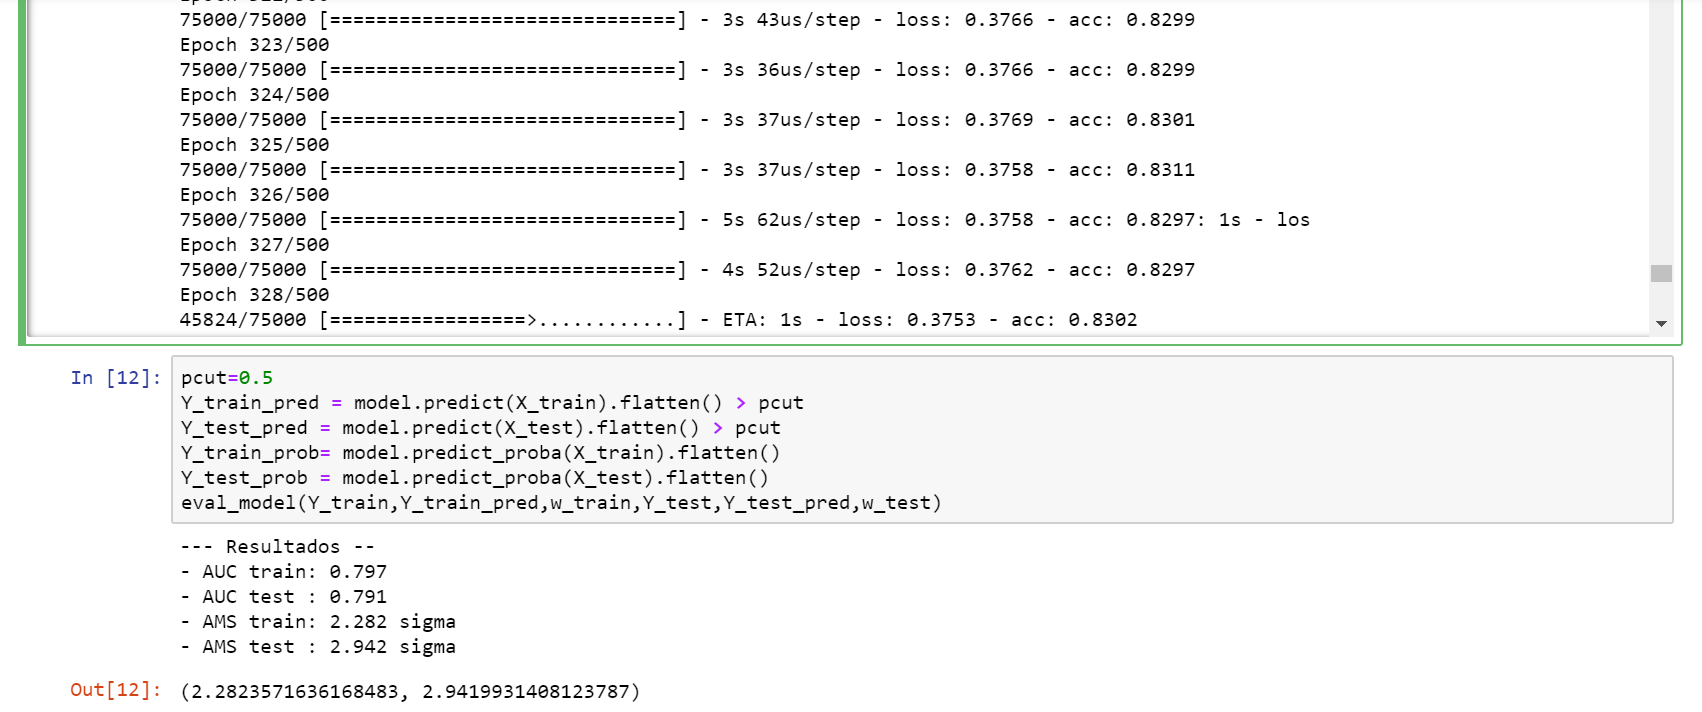 75000/75000 [==============================] - 3s 43us/step - loss: 0.3766 - acc: 0.8299
Epoch 323/500
75000/75000 [==============================] - 3s 36us/step - loss: 0.3766 - acc: 0.8299
Epoch 324/500
75000/75000 [==============================] - 3s 37us/step - loss: 0.3769 - acc: 0.8301
Epoch 325/500
75000/75000 [==============================] - 3s 37us/step - loss: 0.3758 - acc: 0.8311
Epoch 326/500
75000/75000 [==============================] - 5s 62us/step - loss: 0.3758 - acc: 0.8297: 1s - los
Epoch 327/500
75000/75000 [==============================] - 4s 52us/step - loss: 0.3762 - acc: 0.8297
Epoch 328/500
45824/75000 [=================>............] - ETA: 1s - loss: 0.3753 - acc: 0.8302
In [12]: pcut=0.5
Y_train_pred = model.predict(X_train).flatten() > pcut
Y_test_pred = model.predict(X_test).flatten() > pcut
Y_train_prob= model.predict_proba(X_train).flatten()
Y_test_prob = model.predict_proba(X_test).flatten()
eval_model(Y_train,Y_train_pred,w_train,Y_test,Y_test_pred,w_test)
--- Resultados --
- AUC train: 0.797
- AUC test : 0.791
- AMS train: 2.282 sigma
- AMS test : 2.942 sigma
Out[12]: (2.2823571636168483, 2.9419931408123787)